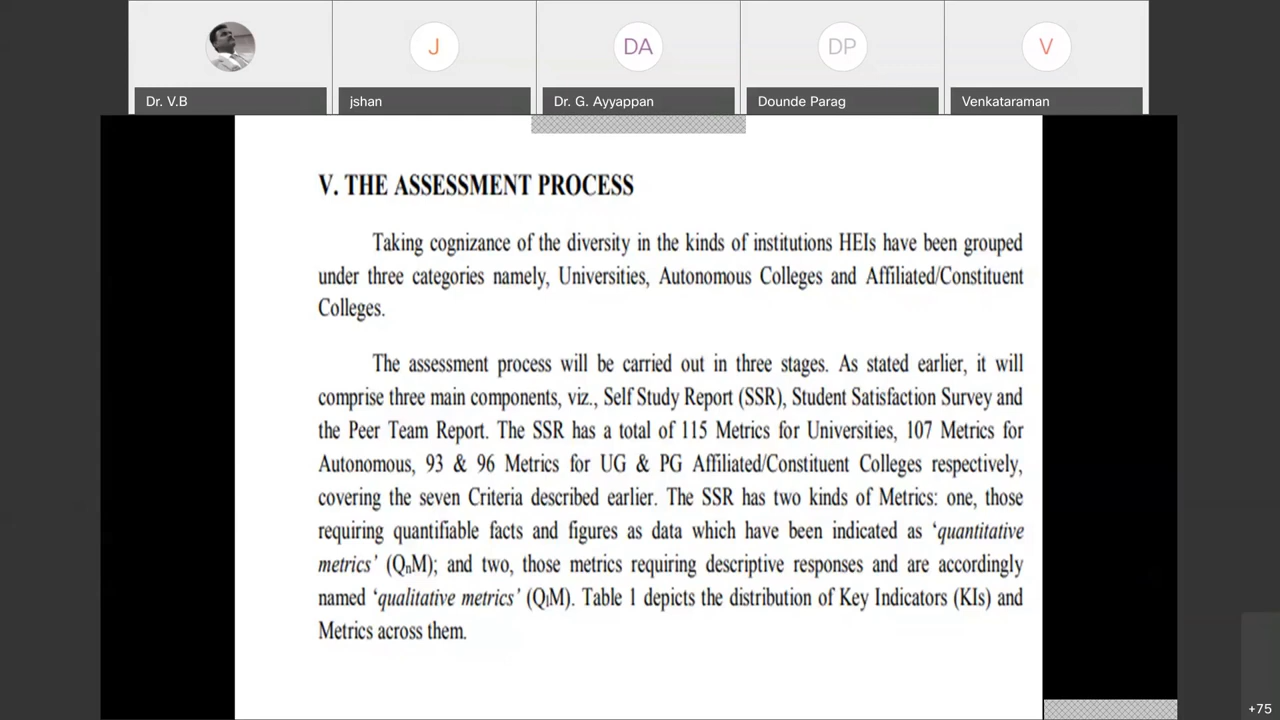 J
DA
DP
V
Dr. V.B
jshan
Dr. G. Ayyappan
Dounde Parag
Venkataraman
V. THE ASSESSMENT PROCESS
Taking cognizance of the diversity in the kinds of institutions HEIs have been grouped
under three categories namely, Universities, Autonomous Colleges and Affiliated/Constituent
Colleges.
The assessment process will be carried out in three stages. As stated earlier, it will
comprise three main components, viz., Self Study Report (SSR), Student Satisfaction Survey and
the Peer Team Report. The SSR has a total of 115 Metrics for Universities, 107 Metrics for
Autonomous, 93 & 96 Metrics for UG & PG Affiliated/Constituent Colleges respectively,
covering the seven Criteria described earlier. The SSR has two kinds of Metrics: one, those
requiring quantifiable facts and figures as data which have been indicated as ‘quantitative
metrics’ (QnM); and two, those metrics requiring descriptive responses and are accordingly
named ‘qualitative metrics’ (QlM). Table 1 depicts the distribution of Key Indicators (KIs) and
Metrics across them.
+75